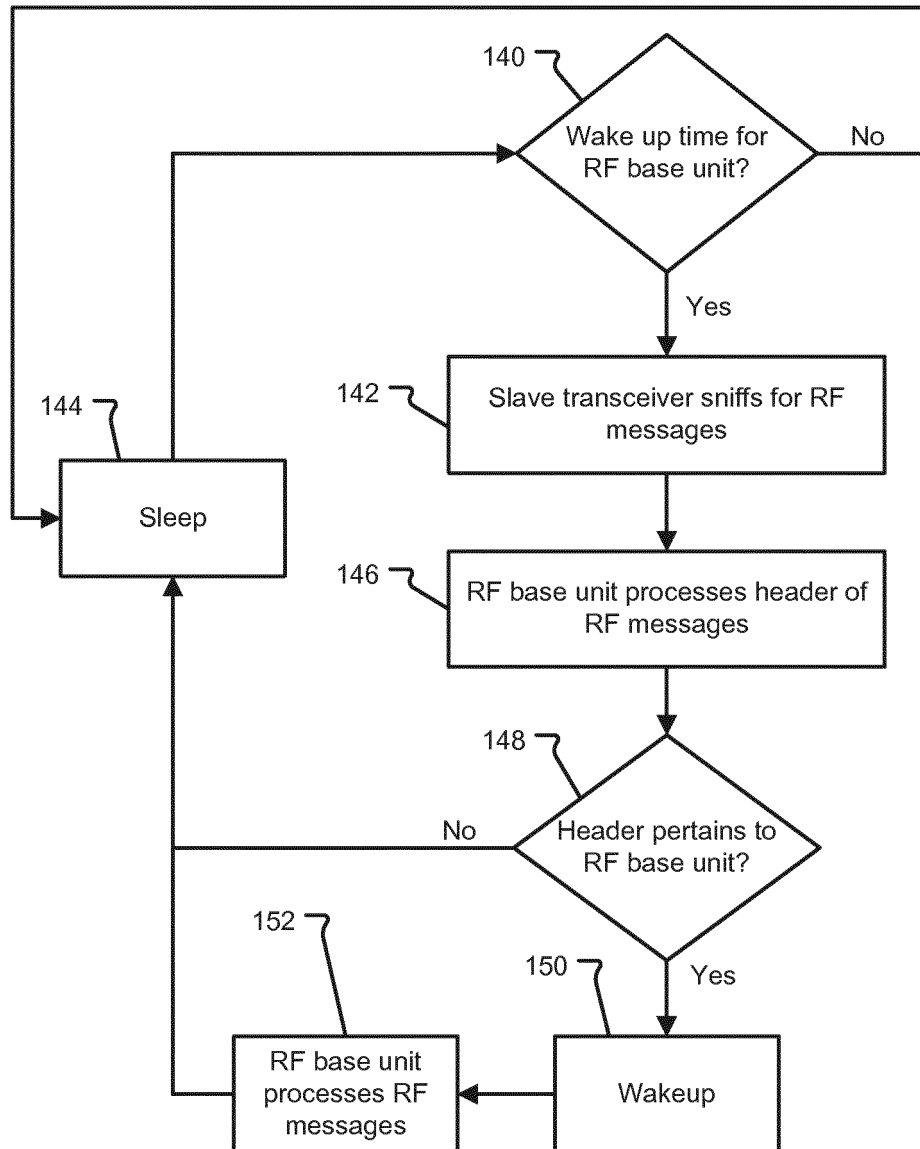 140
Wake up time for
RF base unit?
No
Yes
142
Slave transceiver sniffs for RF
messages
144
Sleep
146
RF base unit processes header of
RF messages
148
No
Header pertains to
RF base unit?
Yes
152
150
RF base unit
processes RF
messages
Wakeup